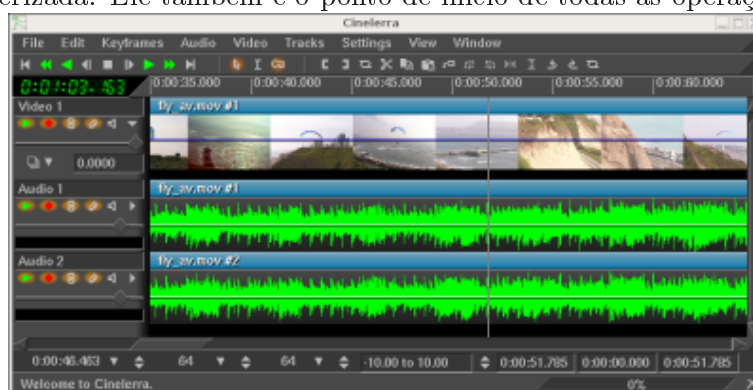 erizada. Ele também é o ponto de início de todas as operaç
Cinelerra
File Edit Keyframes Audio Video Tracks Settings View Window
0:01:03.163
0:00:35.000 0:00:40.000 0:00:45.000 0:00:50.000 0:00:55.000 0:00:60.000
Video 1
fly_av.mov #1
0.0000
Audio 1
fly_av.mov #1
Audio 2
fly_av.mov #2
0:00:46.463 64 64 -10.00 to 10.00 0:00:51.785 0:00:00.000 0:00:51.785
Welcome to Cinelerra. 0%